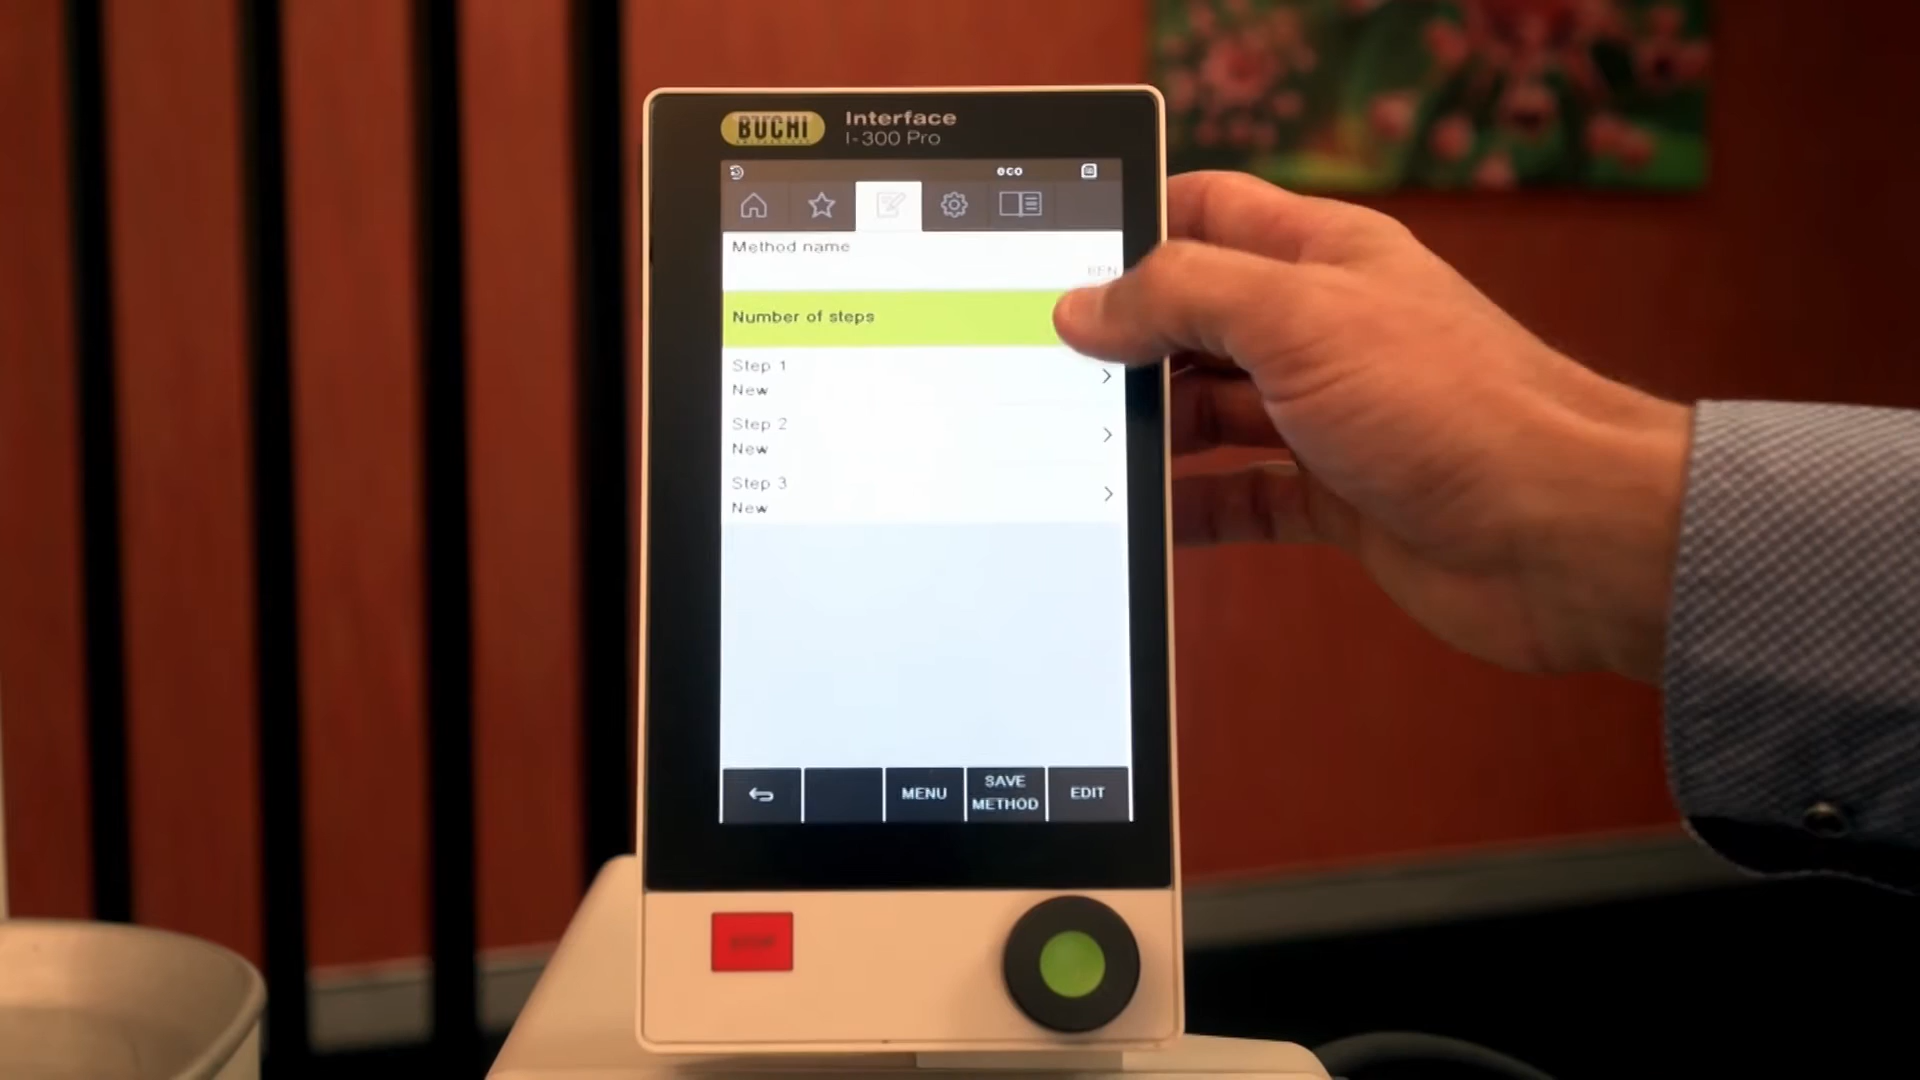 BUCHI
Interface
I-300 Pro
eco
Method name
BEN
Number of steps
Step 1
New
Step 2
New
Step 3
New
MENU
SAVE
METHOD
EDIT